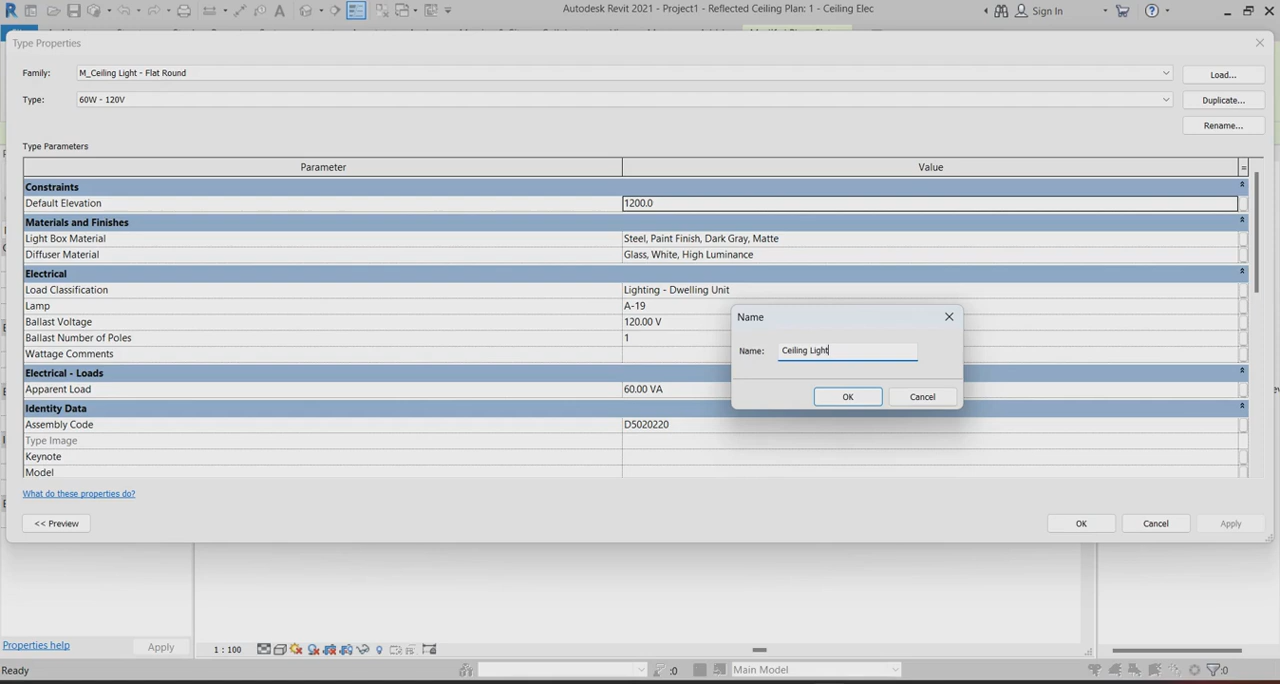 Autodesk Revit 2021 - Project1 - Reflected Ceiling Plan: 1 - Ceiling Elec
Sign In
Type Properties
Family: M_Ceiling Light - Flat Round Load...
Type: 60W - 120V Duplicate...
Rename...
Type Parameters
Parameter Value =
Constraints
Default Elevation 1200.0
Materials and Finishes
Light Box Material Steel, Paint Finish, Dark Gray, Matte
Diffuser Material Glass, White, High Luminance
Electrical
Load Classification Lighting - Dwelling Unit
Lamp A-19
Ballast Voltage 120.00 V
Ballast Number of Poles 1
Wattage Comments
Electrical - Loads
Apparent Load 60.00 VA
Identity Data
Assembly Code D5020220
Type Image
Keynote
Model
Name
Name: Ceiling Light
OK Cancel
What do these properties do?
<< Preview OK Cancel Apply
Properties help Apply 1 : 100
Ready :0 Main Model :0